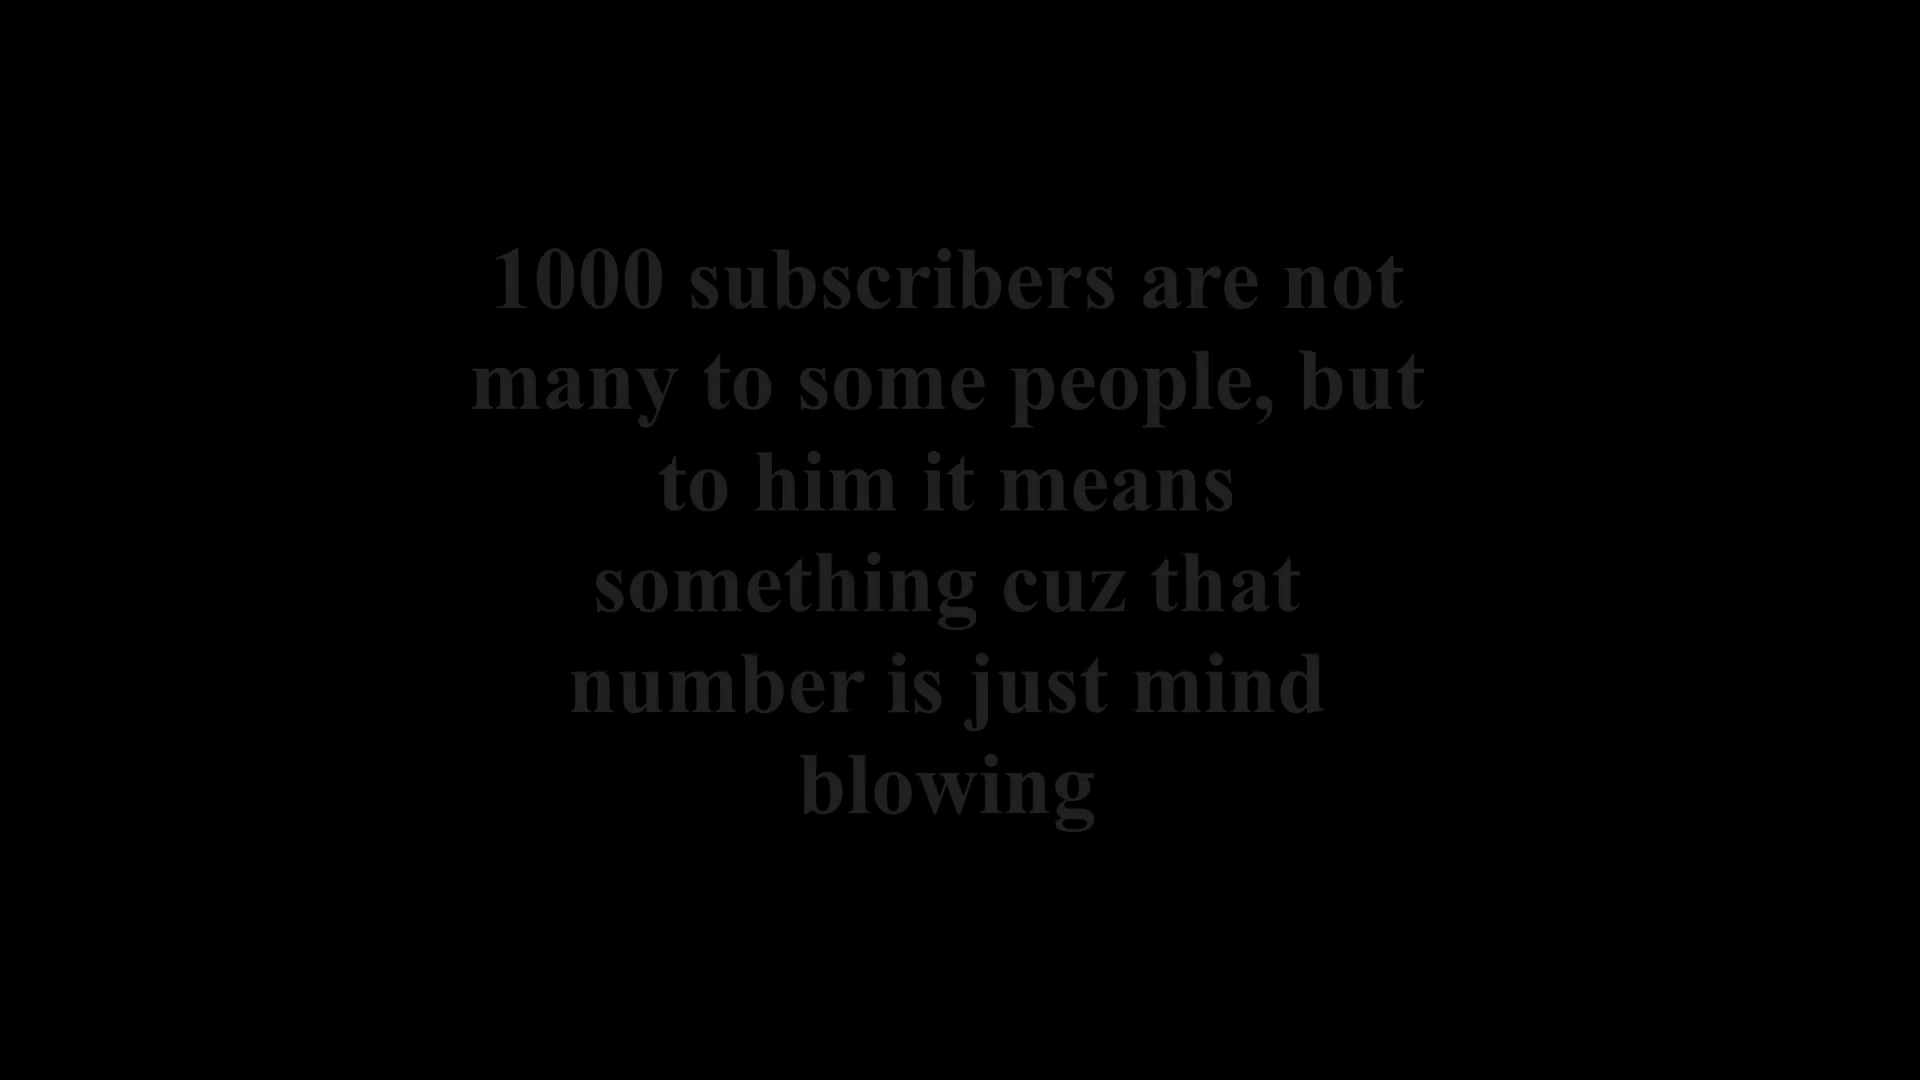 1000 subscribers are not
many to some people, but
to him it means
something cuz that
number is just mind
blowing